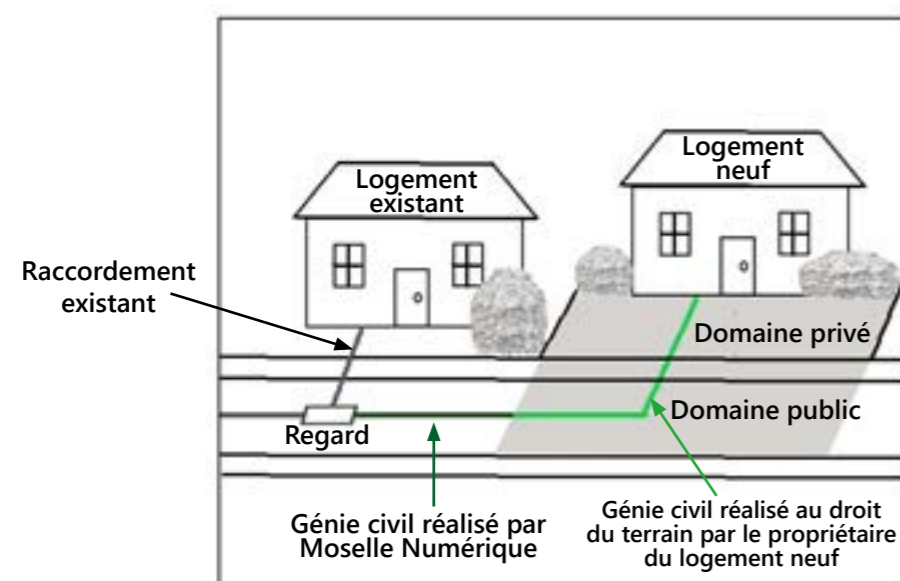 Logement
existant
Logement
neuf
Raccordement
existant
Domaine privé
Domaine public
Regard
Génie civil réalisé par
Moselle Numérique
Génie civil réalisé au droit
du terrain par le propriétaire
du logement neuf